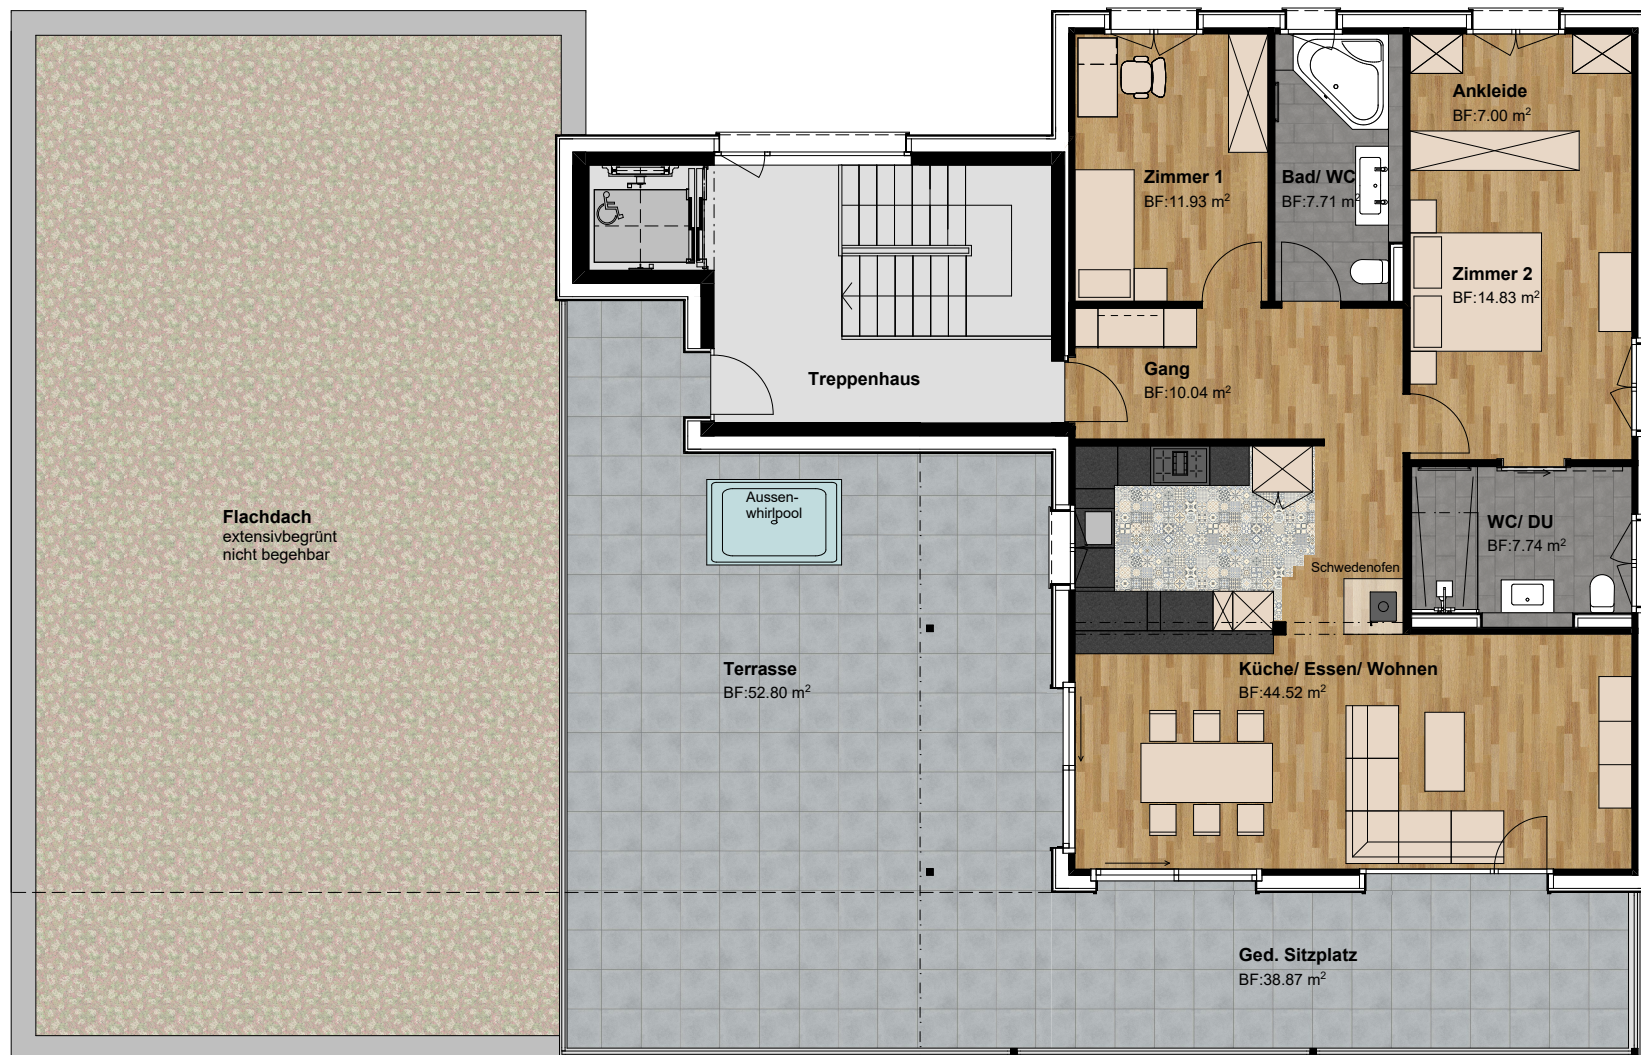 Ankleide
BF:7.00 m²
Zimmer 1
BF:11.93 m²
Bad/ WC
BF:7.71 m²
Zimmer 2
BF:14.83 m²
Treppenhaus
Gang
BF:10.04 m²
Aussen-
whirlpool
Flachdach
extensivbegrünt
nicht begehbar
WC/ DU
BF:7.74 m²
Schwedenofen
Terrasse
BF:52.80 m²
Küche/ Essen/ Wohnen
BF:44.52 m²
Ged. Sitzplatz
BF:38.87 m²